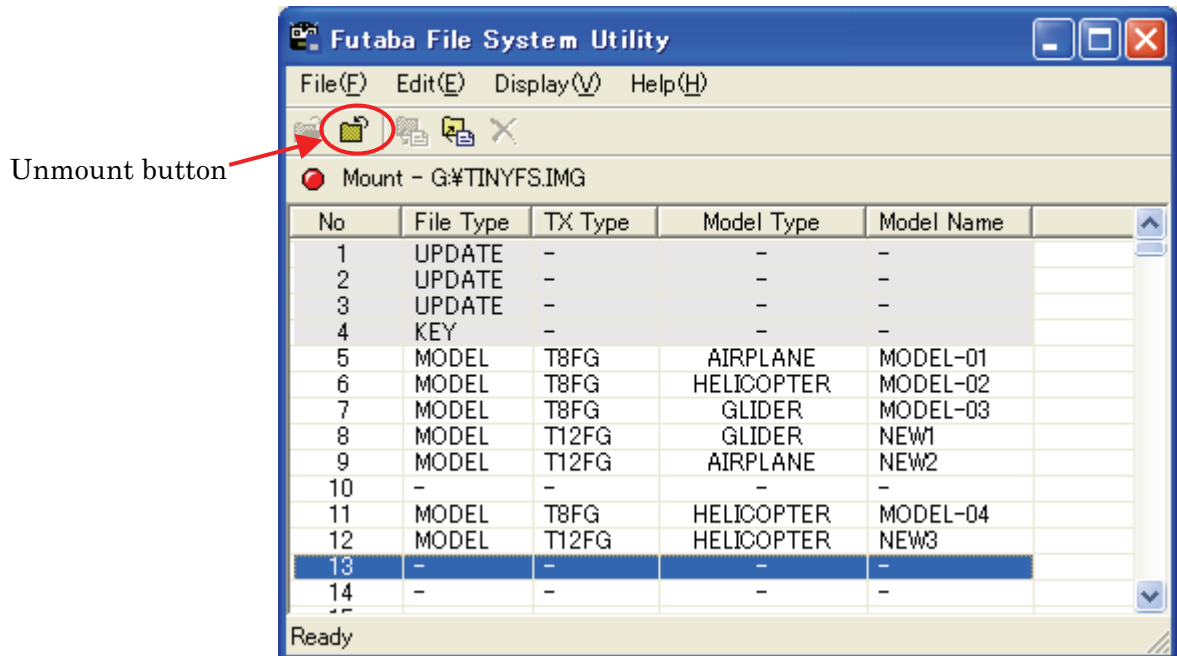 Futaba File System Utility
File(F) Edit(E) Display(V) Help(H)
Unmount button
Mount - G:¥TINYFS.IMG
No File Type TX Type Model Type Model Name
1 UPDATE - - -
2 UPDATE - - -
3 UPDATE - - -
4 KEY - - -
5 MODEL T8FG AIRPLANE MODEL-01
6 MODEL T8FG HELICOPTER MODEL-02
7 MODEL T8FG GLIDER MODEL-03
8 MODEL T12FG GLIDER NEW1
9 MODEL T12FG AIRPLANE NEW2
10 - - - -
11 MODEL T8FG HELICOPTER MODEL-04
12 MODEL T12FG HELICOPTER NEW3
13 - - - -
14 - - - -
Ready